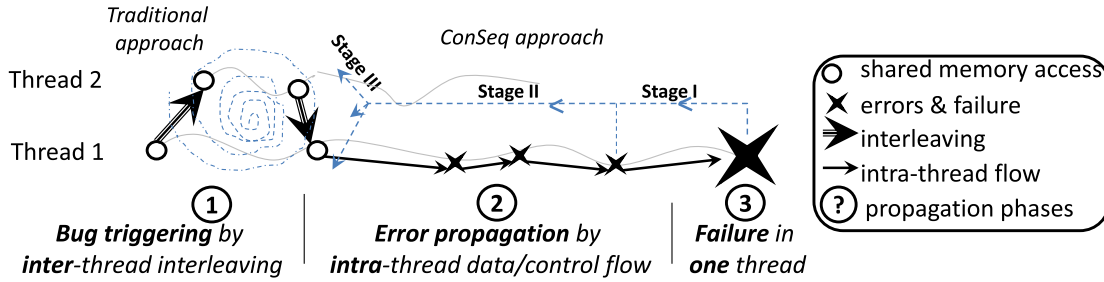 Traditional
approach
ConSeq approach
Thread 2
Stage III
Stage II
Stage I
Thread 1
1
2
3
Bug triggering by
inter-thread interleaving
Error propagation by
intra-thread data/control flow
Failure in
one thread
shared memory access
errors & failure
interleaving
intra-thread flow
? propagation phases